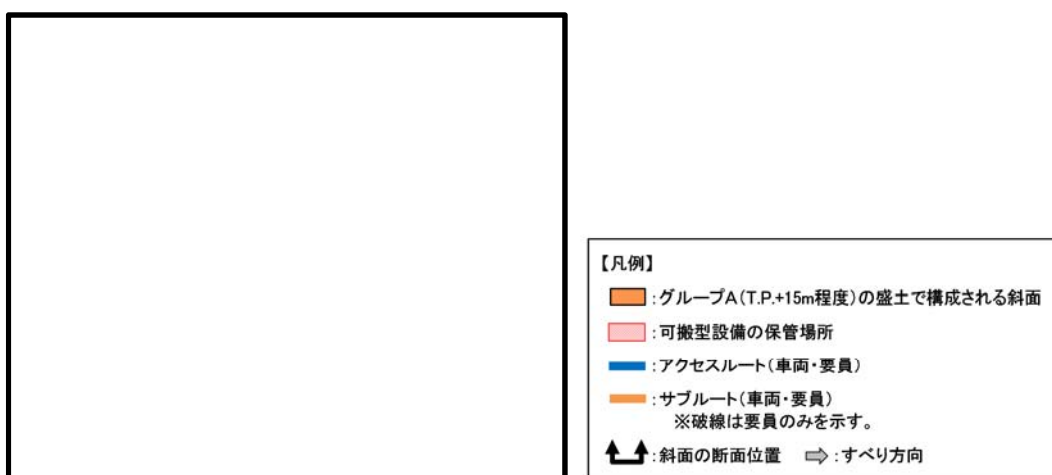 【凡例】
：グループA(T.P.+15m程度)の盛土で構成される斜面
：可搬型設備の保管場所
：アクセスルート(車両・要員)
：サブルート(車両・要員)
※破線は要員のみを示す。
：斜面の断面位置 ：すべり方向